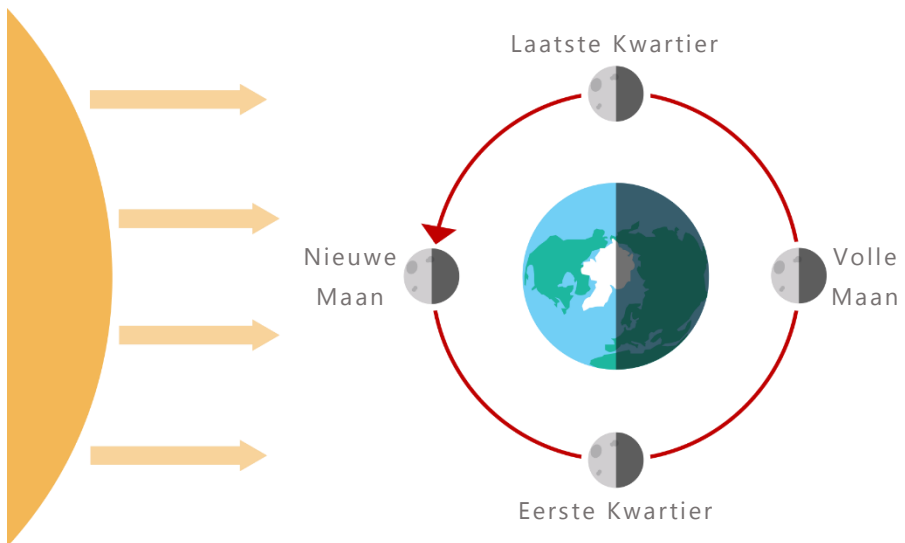 Laatste Kwartier
Nieuwe
Maan
Volle
Maan
Eerste Kwartier